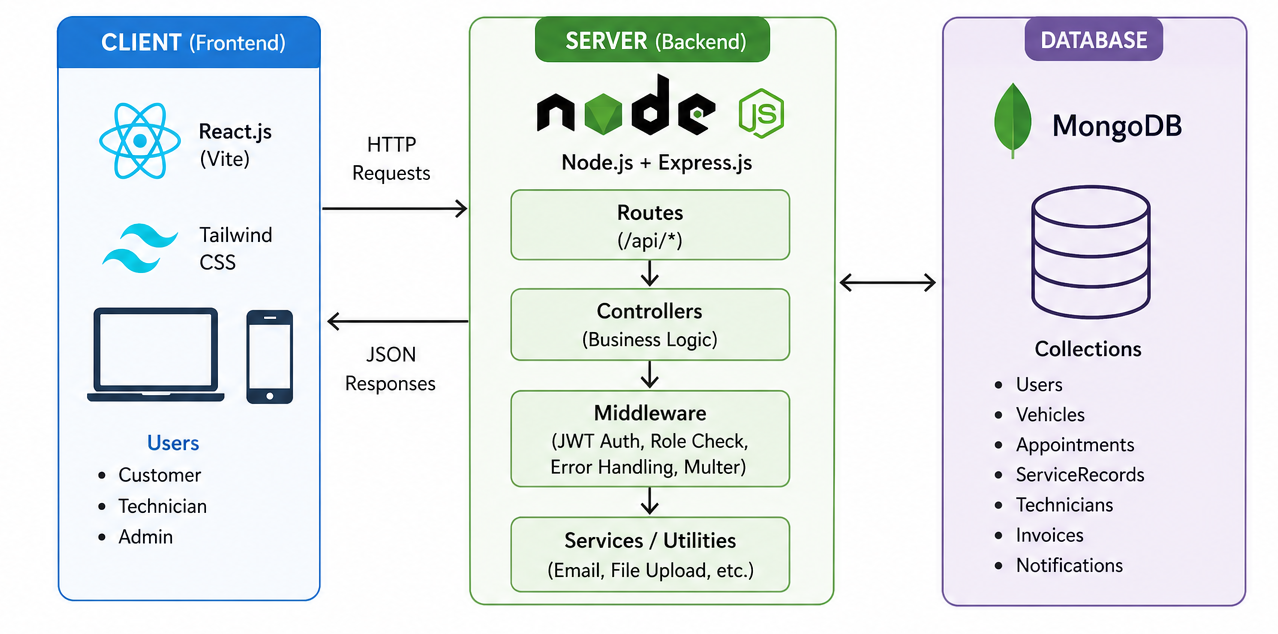 CLIENT (Frontend)
React.js
(Vite)
Tailwind
CSS
Users
• Customer
• Technician
• Admin
HTTP
Requests
JSON
Responses
SERVER (Backend)
node
JS
Node.js + Express.js
Routes
(/api/*)
Controllers
(Business Logic)
Middleware
(JWT Auth, Role Check,
Error Handling, Multer)
Services / Utilities
(Email, File Upload, etc.)
DATABASE
MongoDB
Collections
• Users
• Vehicles
• Appointments
• ServiceRecords
• Technicians
• Invoices
• Notifications